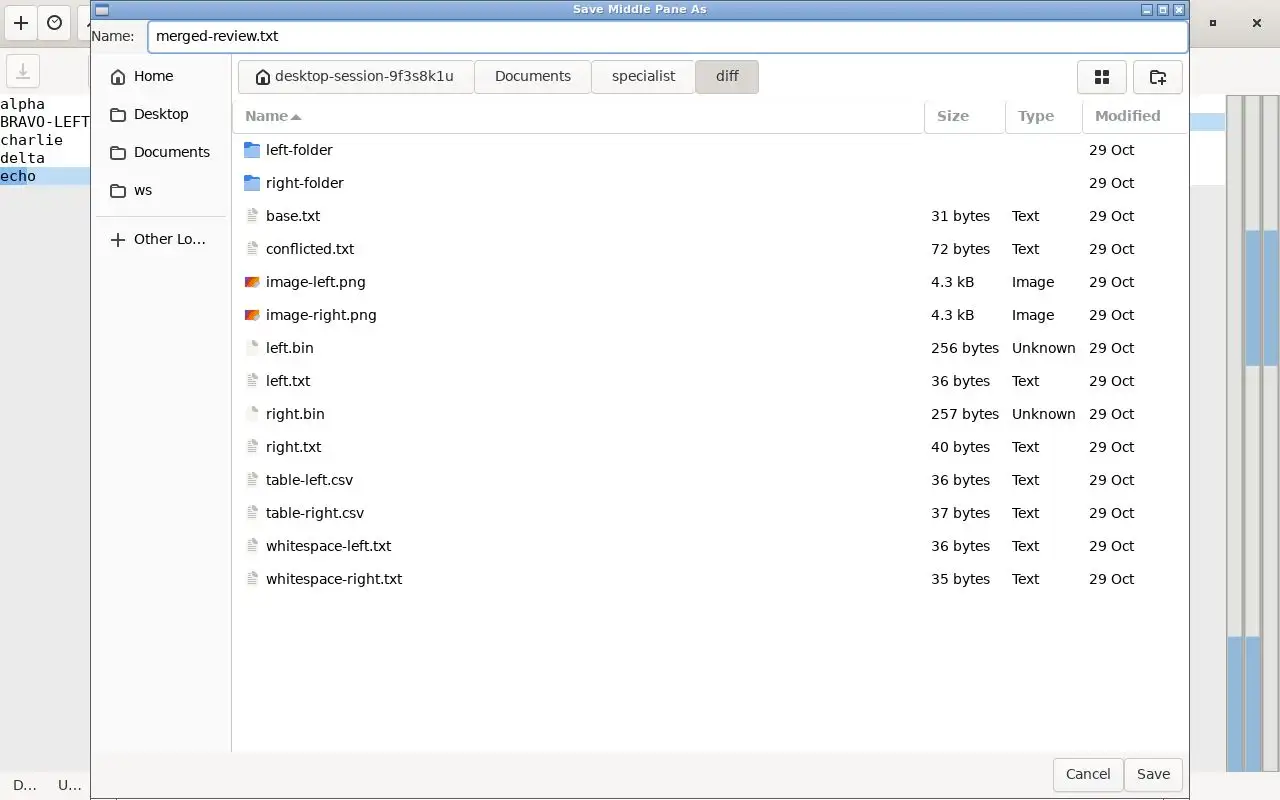 Save Middle Pane As
Name: merged-review.txt
Home
Desktop
Documents
ws
Other Lo...
desktop-session-9f3s8k1u Documents specialist diff
Name Size Type Modified
left-folder 29 Oct
right-folder 29 Oct
base.txt 31 bytes Text 29 Oct
conflicted.txt 72 bytes Text 29 Oct
image-left.png 4.3 kB Image 29 Oct
image-right.png 4.3 kB Image 29 Oct
left.bin 256 bytes Unknown 29 Oct
left.txt 36 bytes Text 29 Oct
right.bin 257 bytes Unknown 29 Oct
right.txt 40 bytes Text 29 Oct
table-left.csv 36 bytes Text 29 Oct
table-right.csv 37 bytes Text 29 Oct
whitespace-left.txt 36 bytes Text 29 Oct
whitespace-right.txt 35 bytes Text 29 Oct
Cancel Save
alpha
BRAVO-LEFT
charlie
delta
echo
D... U...